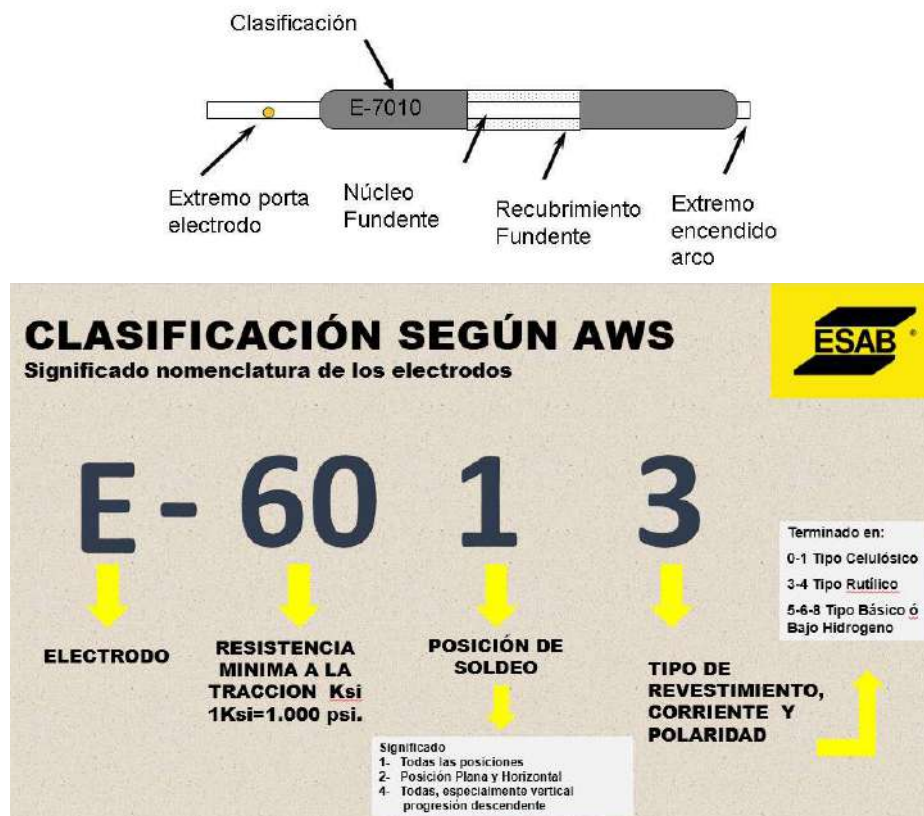 Clasificación
E-7010
Extremo porta
electrodo
Núcleo
Fundente
Recubrimiento
Fundente
Extremo
encendido
arco
CLASIFICACIÓN SEGÚN AWS
Significado nomenclatura de los electrodos
ESAB®
E - 60 1 3
Terminado en:
0-1 Tipo Celulósico
3-4 Tipo Rutílico
5-6-8 Tipo Básico ó
Bajo Hidrogeno
ELECTRODO
RESISTENCIA
MINIMA A LA
TRACCION Ksi
1Ksi=1.000 psi.
POSICIÓN DE
SOLDEO
TIPO DE
REVESTIMIENTO,
CORRIENTE Y
POLARIDAD
Significado
1- Todas las posiciones
2- Posición Plana y Horizontal
4- Todas, especialmente vertical
progresión descendente